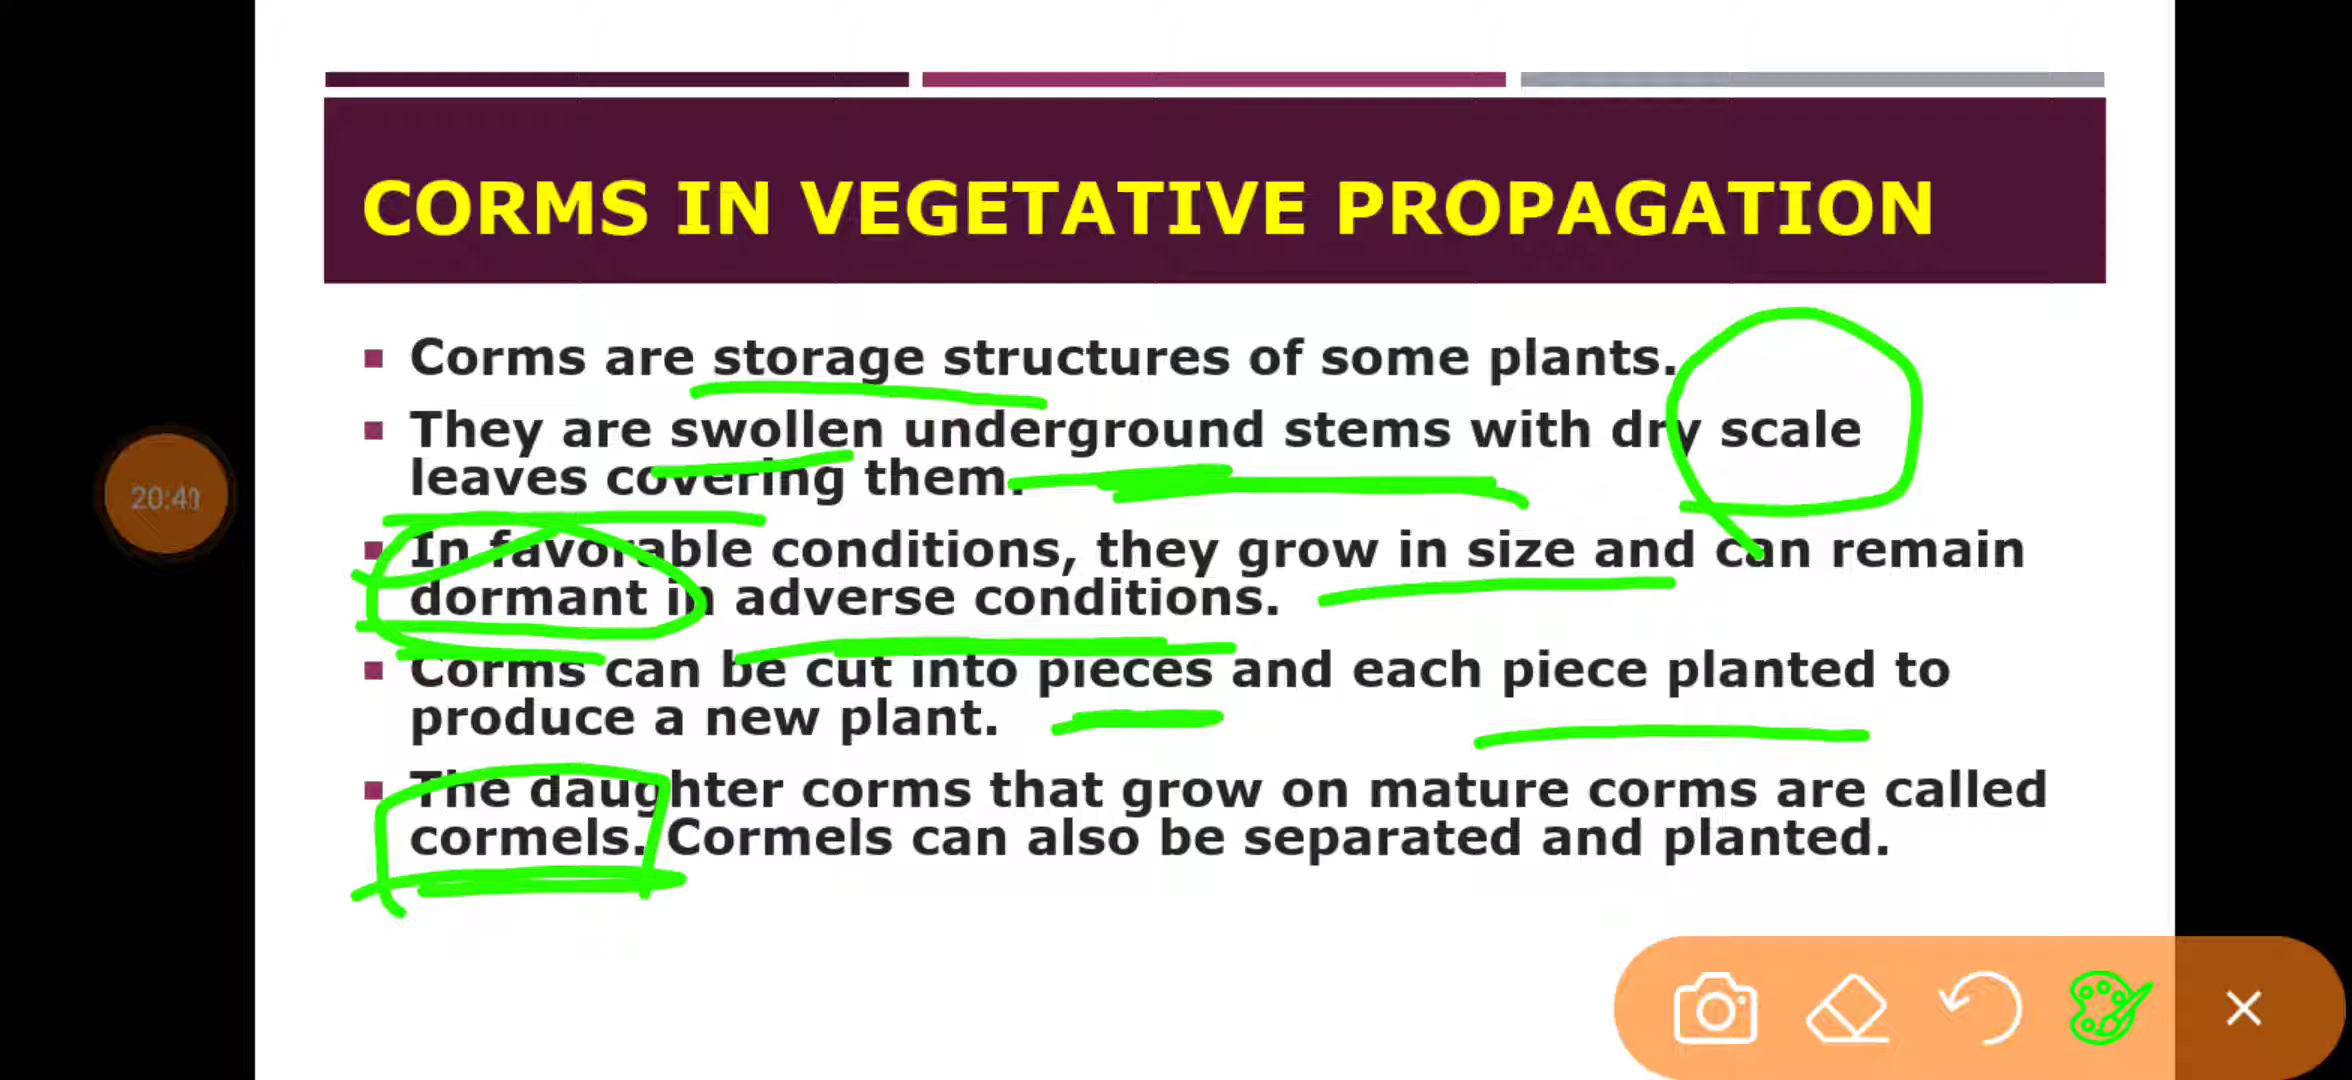 CORMS IN VEGETATIVE PROPAGATION
Corms are storage structures of some plants.
They are swollen underground stems with dry scale
leaves covering them.
In favorable conditions, they grow in size and can remain
dormant in adverse conditions.
Corms can be cut into pieces and each piece planted to
produce a new plant.
The daughter corms that grow on mature corms are called
cormels. Cormels can also be separated and planted.